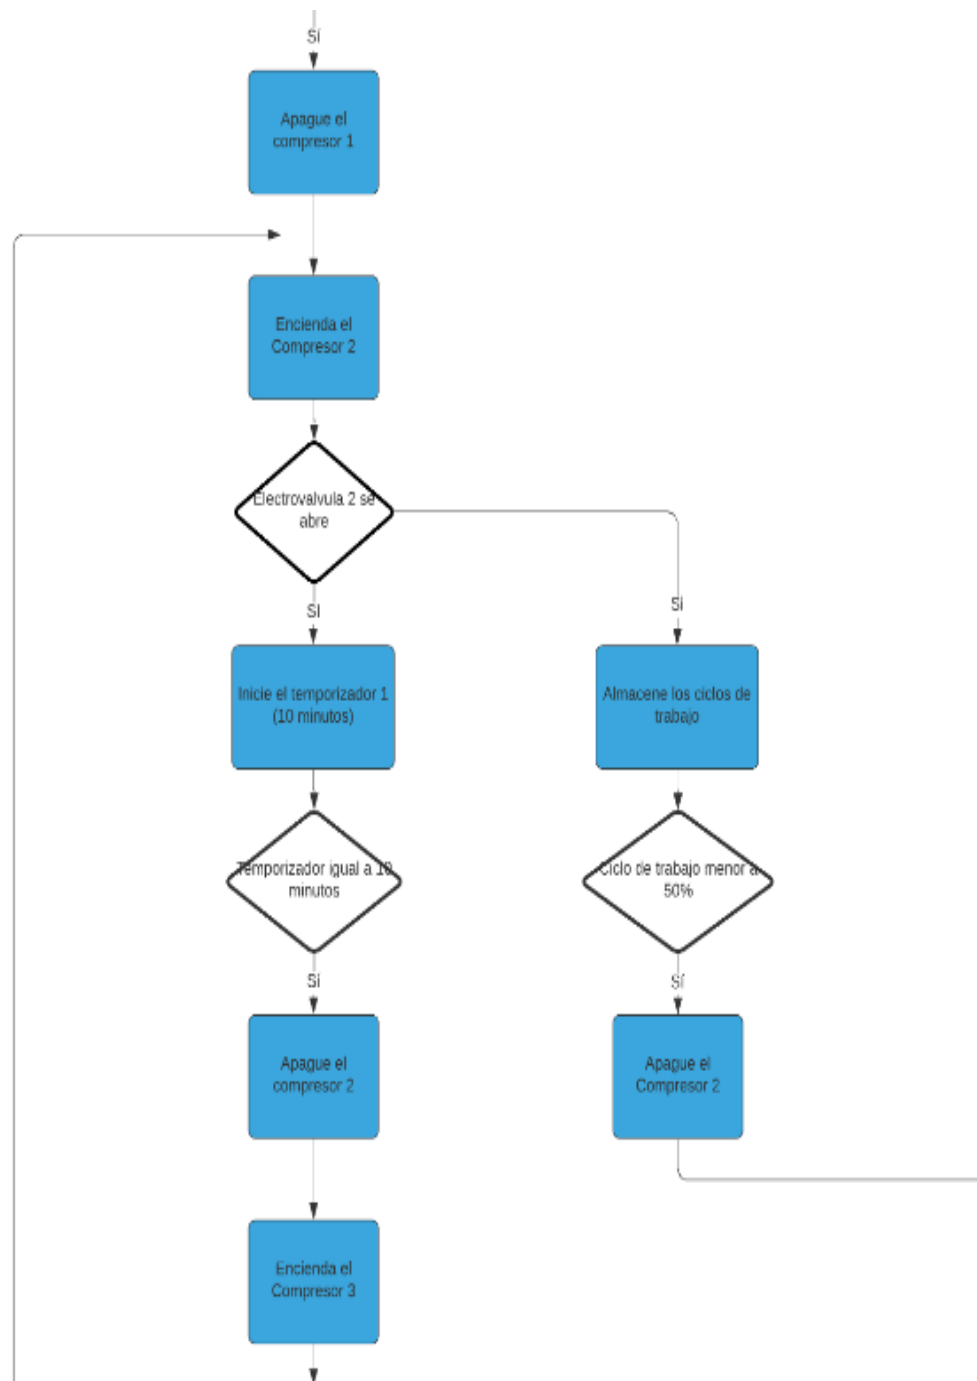 Sí
Apague el
compresor 1
Encienda el
Compresor 2
Electrovalvula 2 se
abre
Sí
Sí
Inicie el temporizador 1
(10 minutos)
Almacene los ciclos de
trabajo
Temporizador igual a 10
minutos
Ciclo de trabajo menor a
50%
Sí
Sí
Apague el
compresor 2
Apague el
Compresor 2
Encienda el
Compresor 3